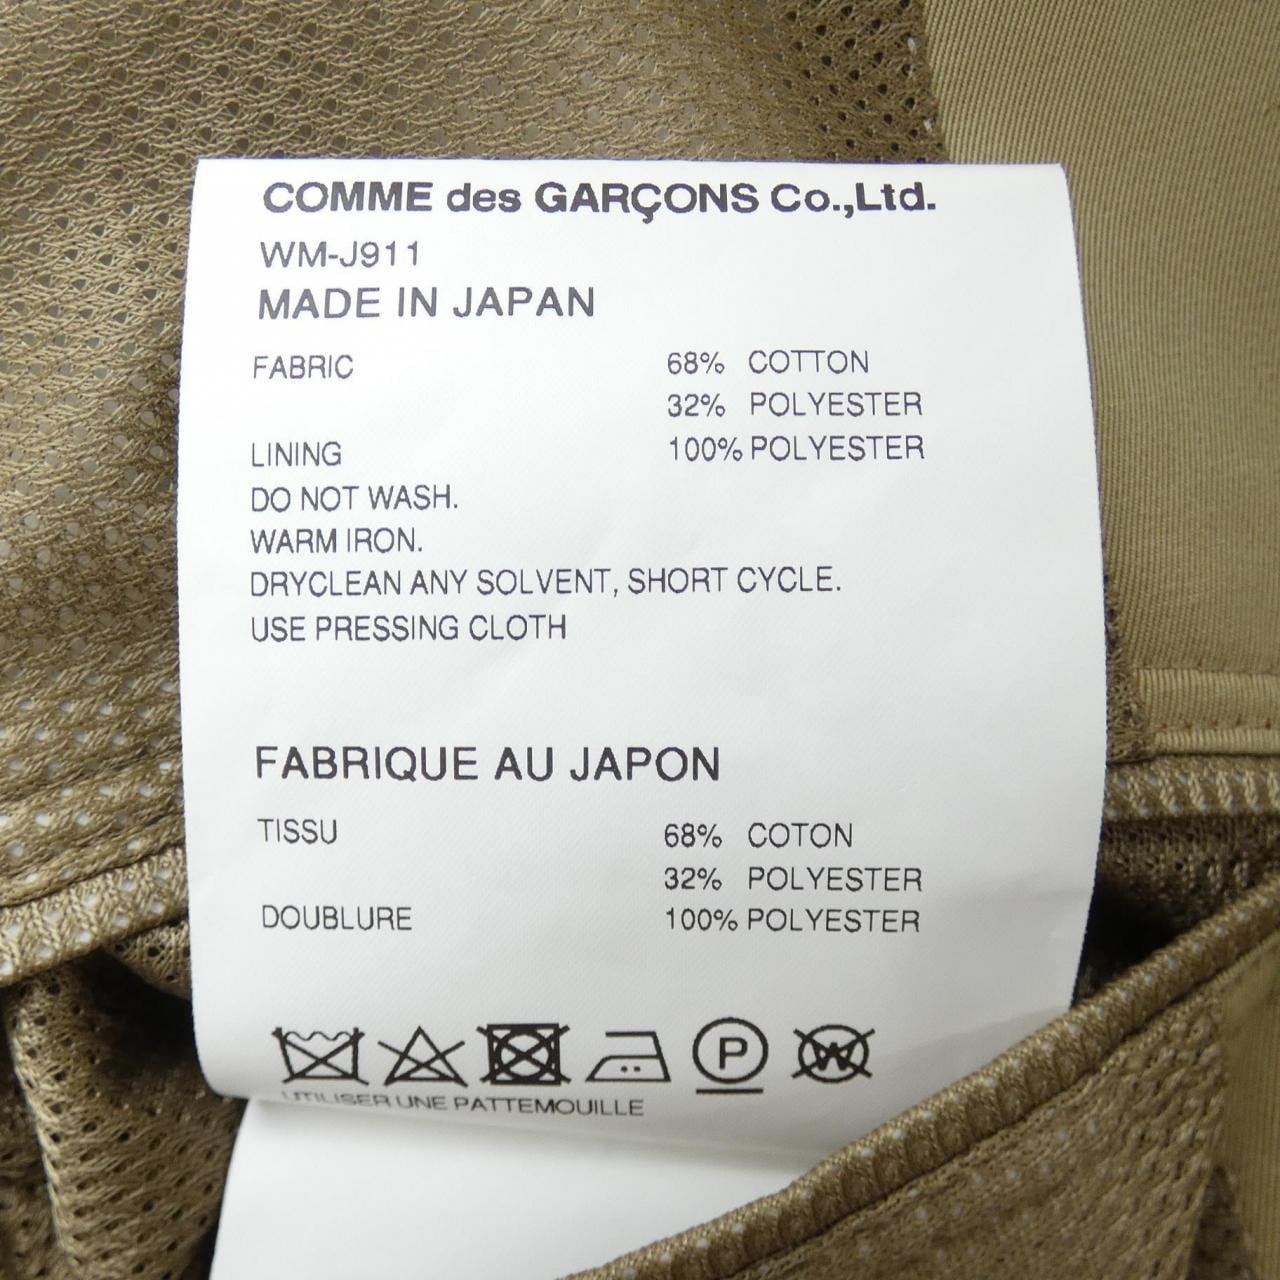 COMME des GARÇONS Co.,Ltd.
WM-J911
MADE IN JAPAN
FABRIC 68% COTTON
32% POLYESTER
LINING 100% POLYESTER
DO NOT WASH.
WARM IRON.
DRYCLEAN ANY SOLVENT, SHORT CYCLE.
USE PRESSING CLOTH
FABRIQUE AU JAPON
TISSU 68% COTON
32% POLYESTER
DOUBLURE 100% POLYESTER
P W
UTILISER UNE PATTEMOUILLE